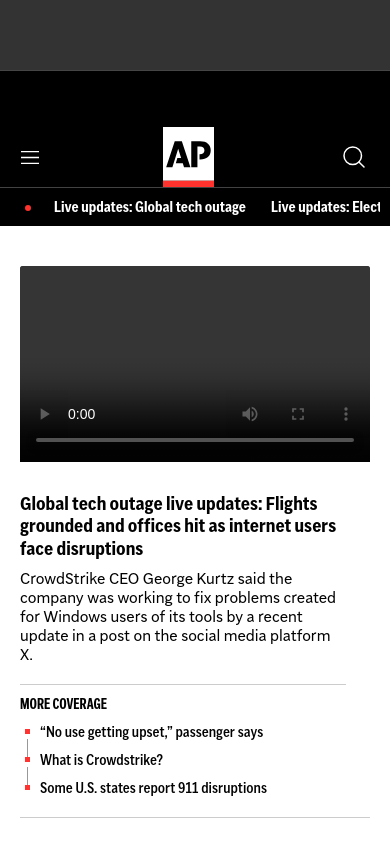 AP
Live updates: Global tech outage Live updates: Elect
0:00
Global tech outage live updates: Flights
grounded and offices hit as internet users
face disruptions
CrowdStrike CEO George Kurtz said the
company was working to fix problems created
for Windows users of its tools by a recent
update in a post on the social media platform
X.
MORE COVERAGE
“No use getting upset,” passenger says
What is Crowdstrike?
Some U.S. states report 911 disruptions